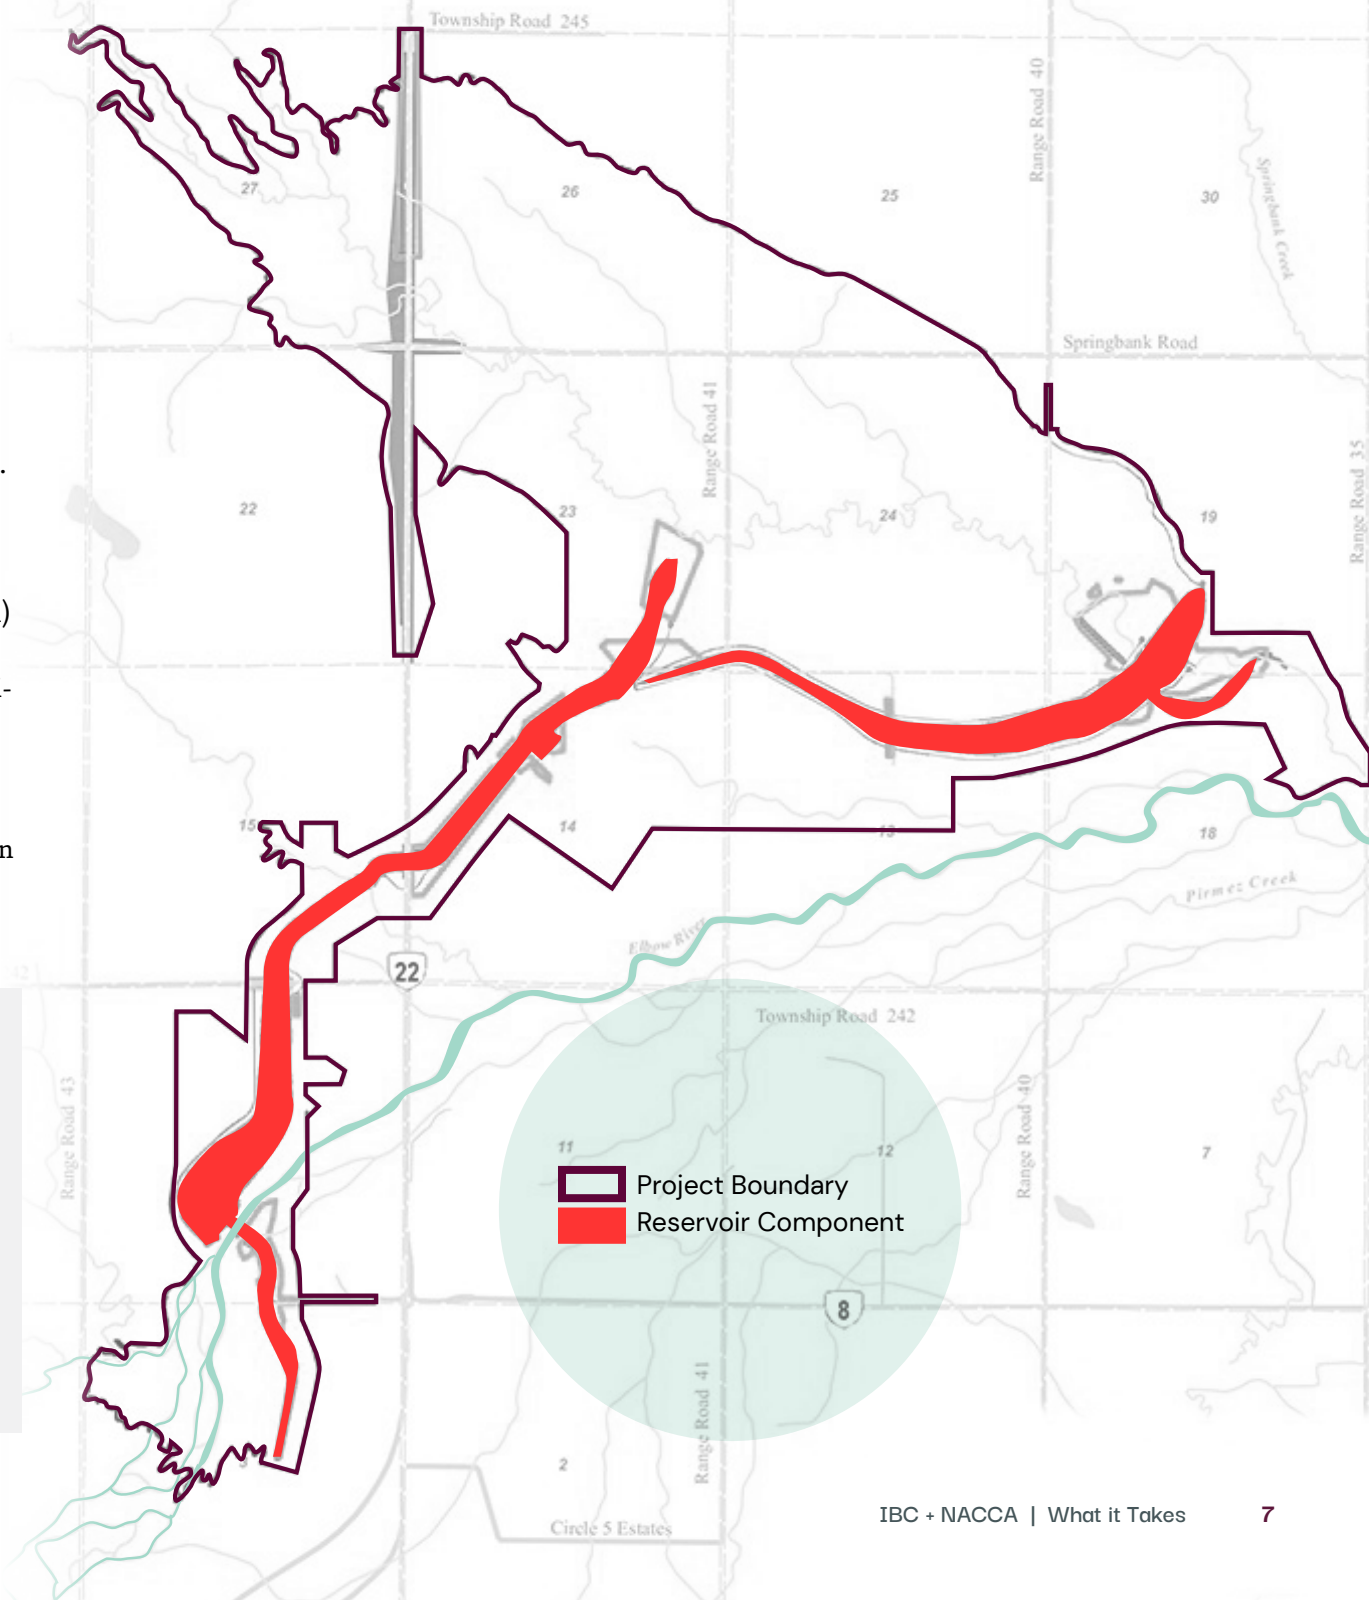 Township Road 245
Range Road 40
Springbank Creek
27
26
25
30
Springbank Road
Range Road 41
Range Road 35
.
22
23
24
19
)
-
15
14
13
18
n
Pirmez Creek
Elbow River
22
42
Township Road 242
Range Road 43
Range Road 40
11
12
7
Project Boundary
Reservoir Component
8
Range Road 41
3
2
Circle 5 Estates
IBC + NACCA | What it Takes 7